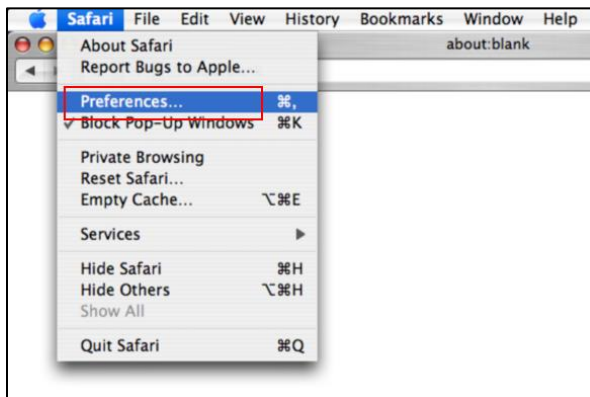 Safari File Edit View History Bookmarks Window Help
about:blank
About Safari
Report Bugs to Apple...
Preferences... ⌘,
✓ Block Pop-Up Windows ⌘K
Private Browsing
Reset Safari...
Empty Cache... ⌥⌘E
Services ▶
Hide Safari ⌘H
Hide Others ⌥⌘H
Show All
Quit Safari ⌘Q